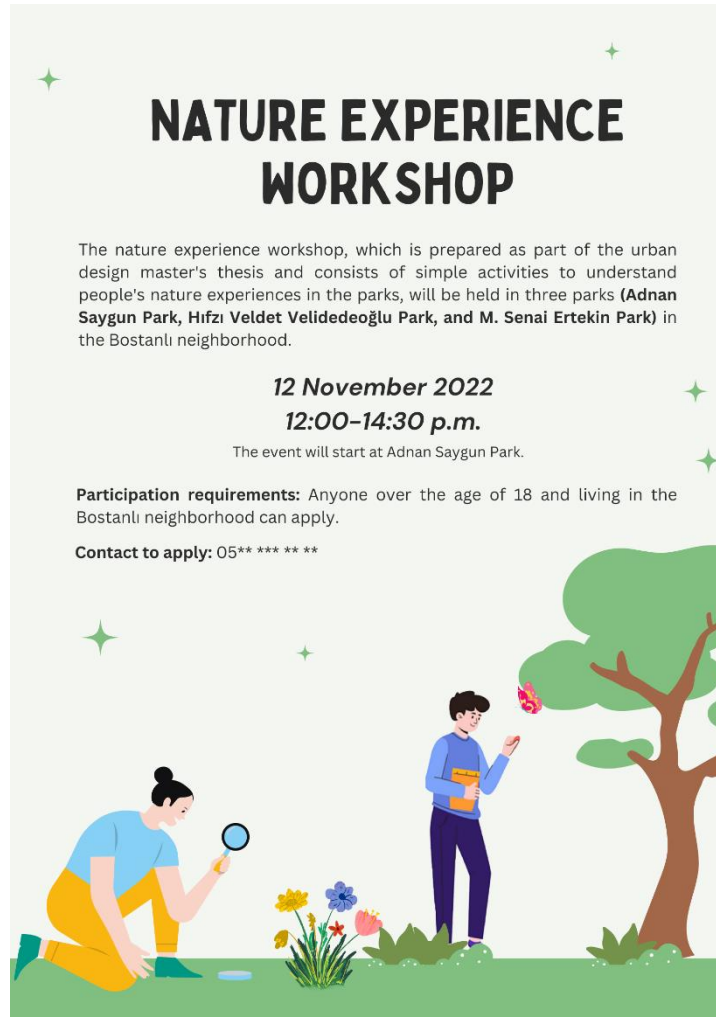 NATURE EXPERIENCE
WORKSHOP
The nature experience workshop, which is prepared as part of the urban
design master's thesis and consists of simple activities to understand
people's nature experiences in the parks, will be held in three parks (Adnan
Saygun Park, Hıfzı Veldet Velidedeoğlu Park, and M. Senai Ertekin Park) in
the Bostanlı neighborhood.
12 November 2022
12:00-14:30 p.m.
The event will start at Adnan Saygun Park.
Participation requirements: Anyone over the age of 18 and living in the
Bostanlı neighborhood can apply.
Contact to apply: 05** *** ** **